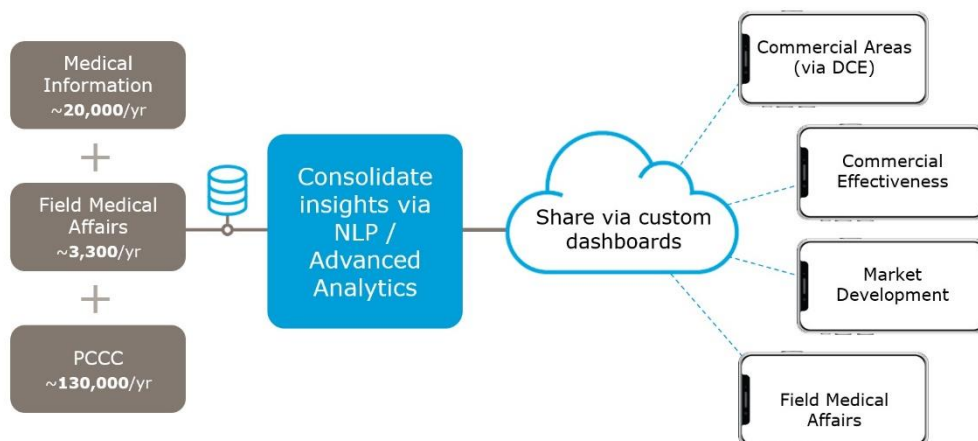 Medical
Information
~20,000/yr
+
Field Medical
Affairs
~3,300/yr
+
PCCC
~130,000/yr
Consolidate
insights via
NLP /
Advanced
Analytics
Share via custom
dashboards
Commercial Areas
(via DCE)
Commercial
Effectiveness
Market
Development
Field Medical
Affairs